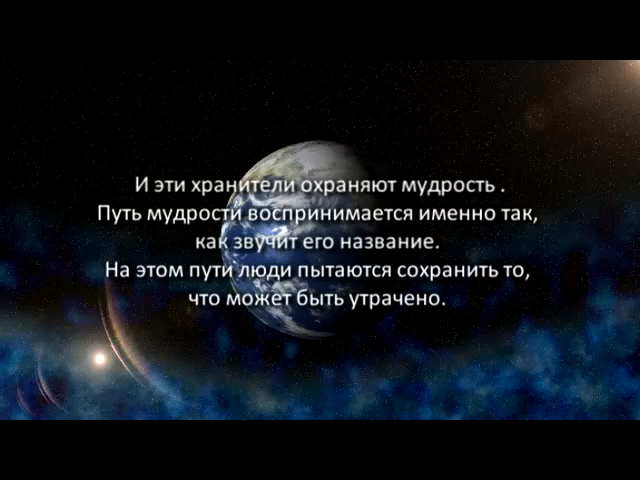 И эти хранители охраняют мудрость .
Путь мудрости воспринимается именно так,
как звучит его название.
На этом пути люди пытаются сохранить то,
что может быть утрачено.